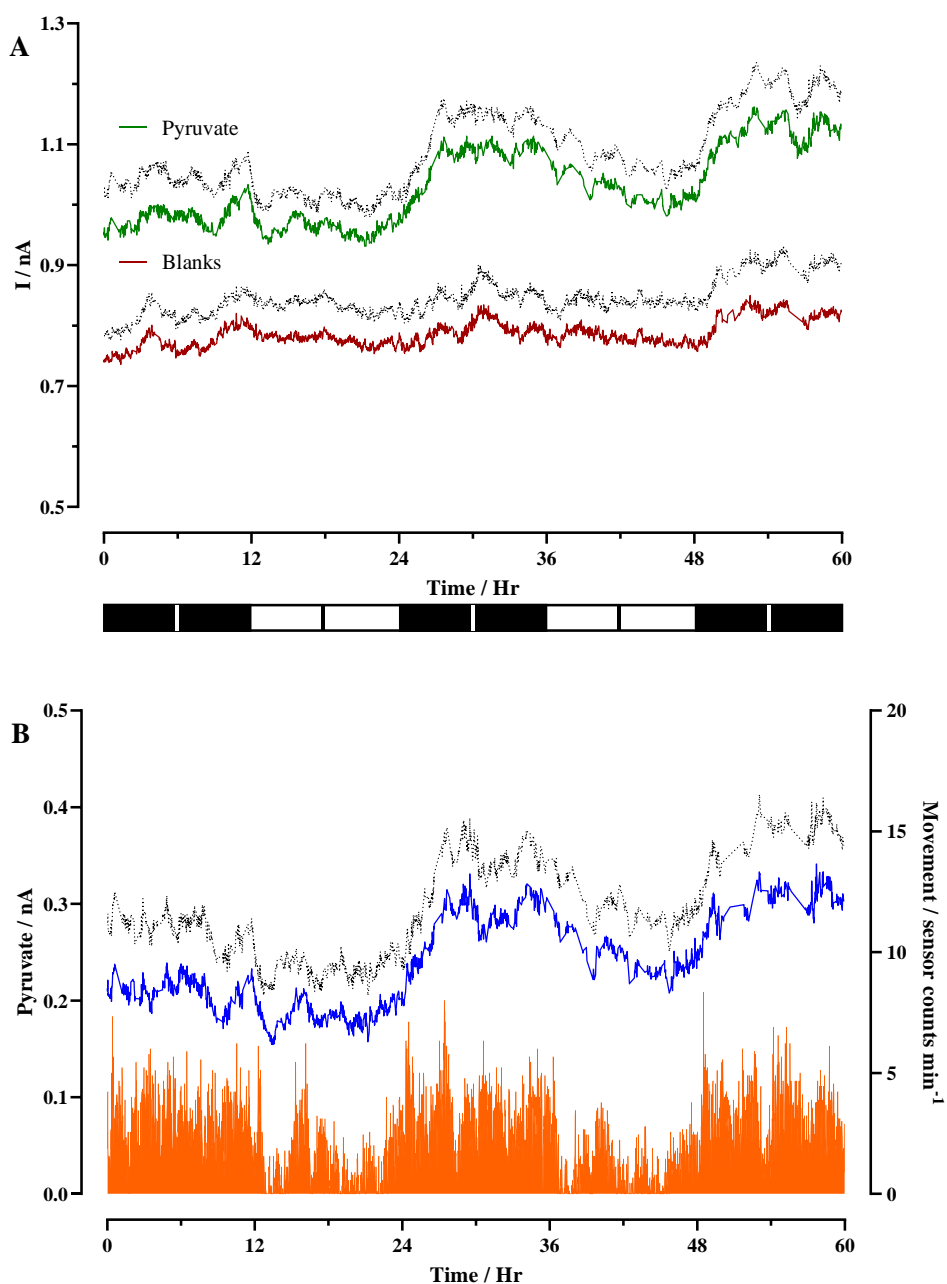 A
1.3
1.1
0.9
0.7
0.5
I / nA
Pyruvate
Blanks
0 12 24 36 48 60
Time / Hr
B
0.5
0.4
0.3
0.2
0.1
0.0
Pyruvate / nA
20
15
10
5
0
Movement / sensor counts min-1
0 12 24 36 48 60
Time / Hr